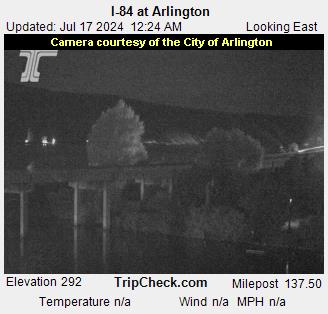 I-84 at Arlington
Updated: Jul 17 2024 12:24 AM Looking East
Camera courtesy of the City of Arlington
Elevation 292 TripCheck.com Milepost 137.50
Temperature n/a Wind n/a MPH n/a